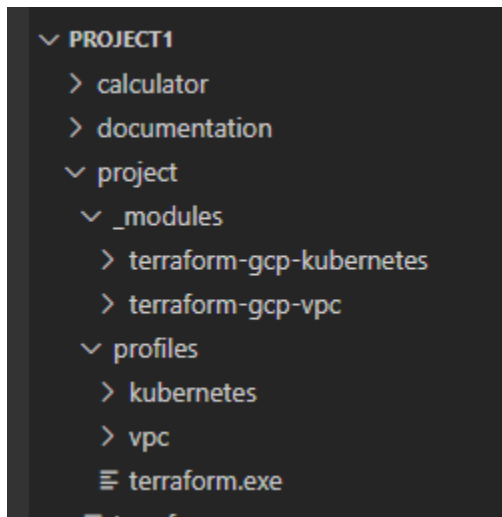 PROJECT1
calculator
documentation
project
_modules
terraform-gcp-kubernetes
terraform-gcp-vpc
profiles
kubernetes
vpc
terraform.exe